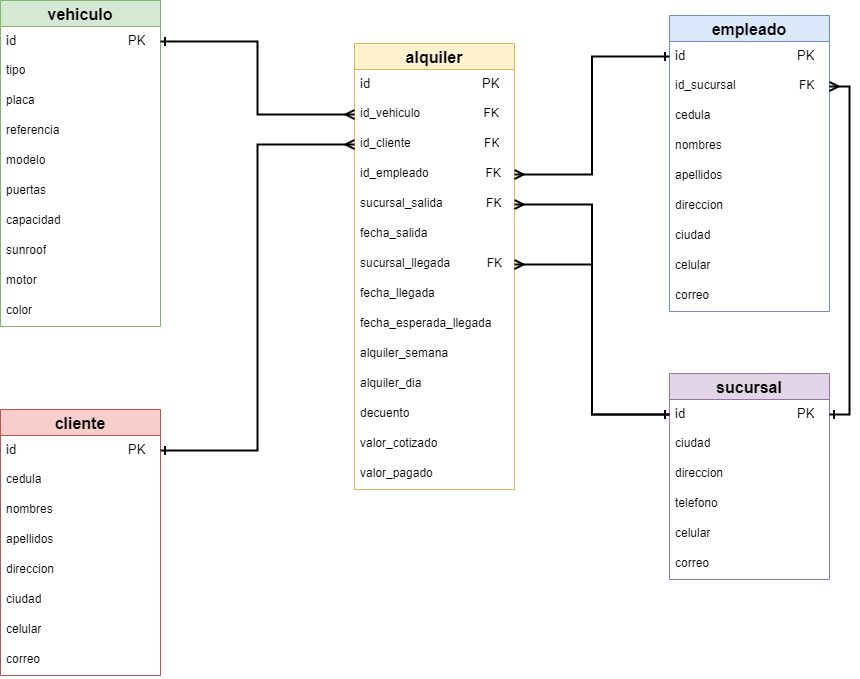 vehiculo
id PK
tipo
placa
referencia
modelo
puertas
capacidad
sunroof
motor
color
cliente
id PK
cedula
nombres
apellidos
direccion
ciudad
celular
correo
alquiler
id PK
id_vehiculo FK
id_cliente FK
id_empleado FK
sucursal_salida FK
fecha_salida
sucursal_llegada FK
fecha_llegada
fecha_esperada_llegada
alquiler_semana
alquiler_dia
decuento
valor_cotizado
valor_pagado
empleado
id PK
id_sucursal FK
cedula
nombres
apellidos
direccion
ciudad
celular
correo
sucursal
id PK
ciudad
direccion
telefono
celular
correo